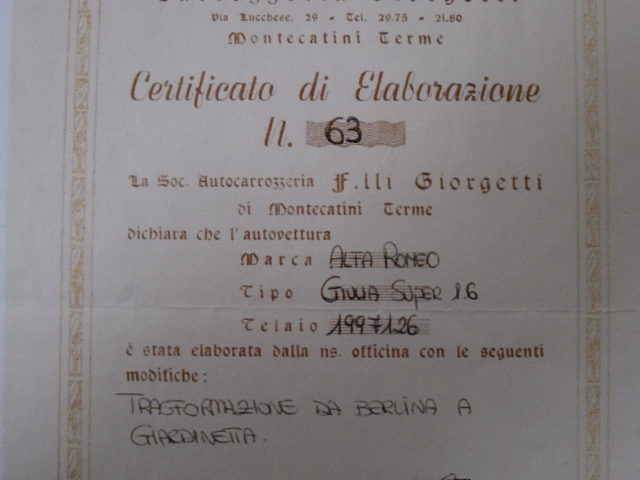 Via Lucchese, 29 - Tel. 29.75 - 21.80
Montecatini Terme
Certificato di Elaborazione
N. 63
La Soc. Autocarrozzeria F.lli Giorgetti
di Montecatini Terme
dichiara che l'autovettura
Marca ALFA ROMEO
Tipo GIULIA SUPER 1.6
Telaio 1997126
è stata elaborata dalla ns. officina con le seguenti
modifiche:
TRASFORMAZIONE DA BERLINA A
GIARDINETTA.